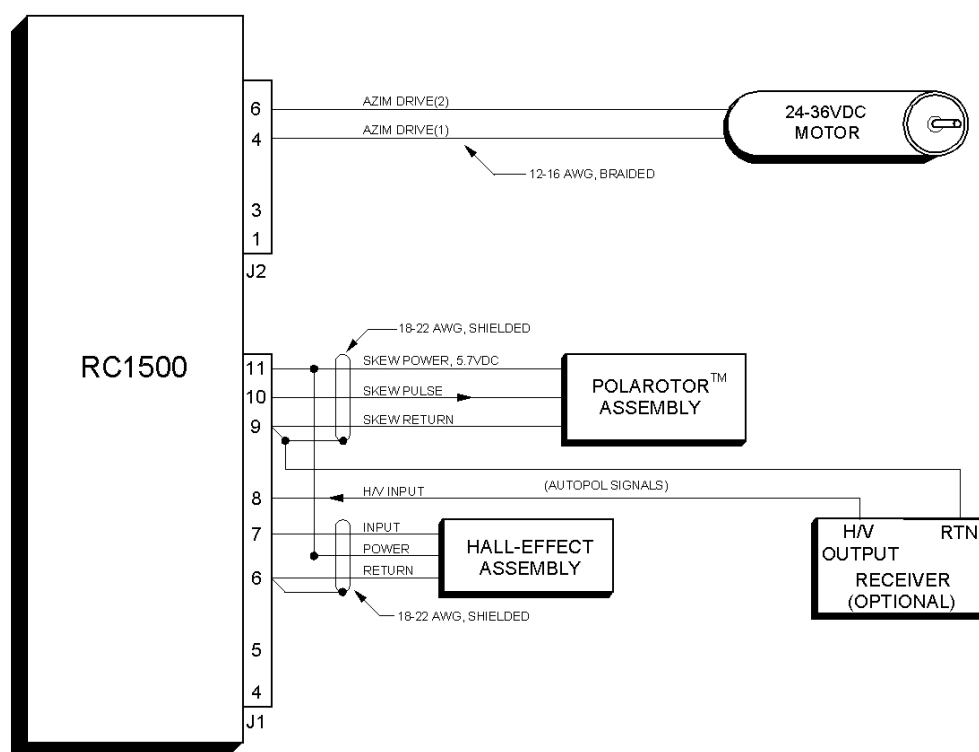 RC1500
6
4
3
1
J2
AZIM DRIVE(2)
AZIM DRIVE(1)
12-16 AWG, BRAIDED
24-36VDC
MOTOR
18-22 AWG, SHIELDED
11
10
9
8
7
6
5
4
J1
SKEW POWER, 5.7VDC
SKEW PULSE
SKEW RETURN
POLAROTOR™
ASSEMBLY
H/V INPUT
(AUTOPOL SIGNALS)
INPUT
POWER
RETURN
HALL-EFFECT
ASSEMBLY
18-22 AWG, SHIELDED
H/V
OUTPUT
RTN
RECEIVER
(OPTIONAL)